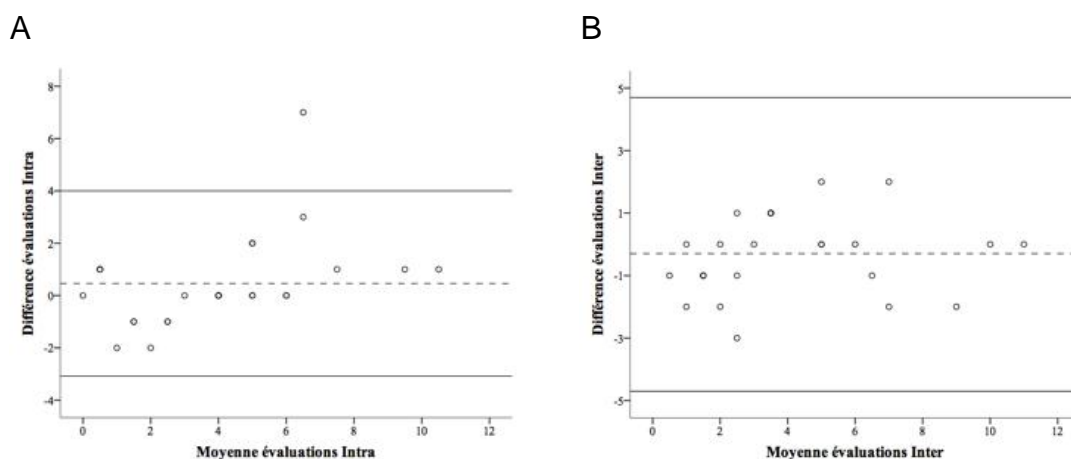 A
B
Différence évaluations Intra
8
6
4
2
0
-2
-4
0 2 4 6 8 10 12
Moyenne évaluations Intra
Différence évaluations Inter
5
3
1
-1
-3
-5
0 2 4 6 8 10 12
Moyenne évaluations Inter